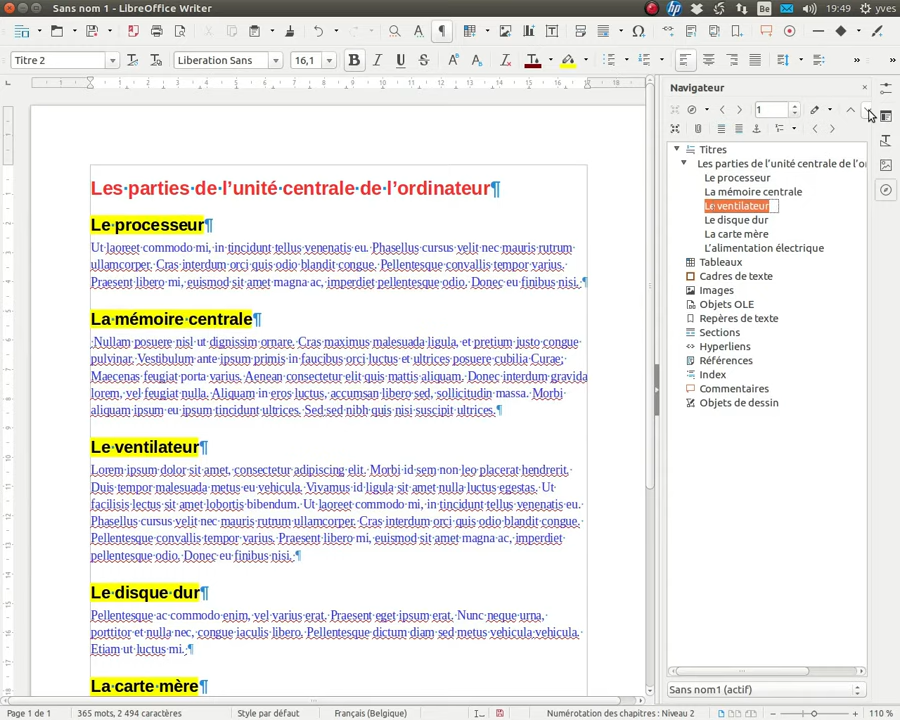 Sans nom 1 - LibreOffice Writer
Be
19:49
yves
Titre 2
Liberation Sans
16,1
Navigateur
1
Titres
Les parties de l'unité centrale de l'or
Le processeur
La mémoire centrale
Le ventilateur
Le disque dur
La carte mère
L'alimentation électrique
Tableaux
Cadres de texte
Images
Objets OLE
Repères de texte
Sections
Hyperliens
Références
Index
Commentaires
Objets de dessin
Sans nom1 (actif)
Les·parties·de·l'unité·centrale·de·l'ordinateur¶
Le·processeur¶
Ut·laoreet·commodo·mi,·in·tincidunt·tellus·venenatis·eu.·Phasellus·cursus·velit·nec·mauris·rutrum·
ullamcorper.·Cras·interdum·orci·quis·odio·blandit·congue.·Pellentesque·convallis·tempor·varius.·
Praesent·libero·mi,·euismod·sit·amet·magna·ac,·imperdiet·pellentesque·odio.·Donec·eu·finibus·nisi.·¶
La·mémoire·centrale¶
·Nullam·posuere·nisl·ut·dignissim·ornare.·Cras·maximus·malesuada·ligula,·et·pretium·justo·congue·
pulvinar.·Vestibulum·ante·ipsum·primis·in·faucibus·orci·luctus·et·ultrices·posuere·cubilia·Curae;·
Maecenas·feugiat·porta·varius.·Aenean·consectetur·elit·quis·mattis·aliquam.·Donec·interdum·gravida·
lorem,·vel·feugiat·nulla.·Aliquam·in·eros·luctus,·accumsan·libero·sed,·sollicitudin·massa.·Morbi·
aliquam·ipsum·eu·ipsum·tincidunt·ultrices.·Sed·sed·nibh·quis·nisi·suscipit·ultrices.¶
Le·ventilateur¶
Lorem·ipsum·dolor·sit·amet,·consectetur·adipiscing·elit.·Morbi·id·sem·non·leo·placerat·hendrerit.·
Duis·tempor·malesuada·metus·eu·vehicula.·Vivamus·id·ligula·sit·amet·nulla·luctus·egestas.·Ut·
facilisis·lectus·sit·amet·lobortis·bibendum.·Ut·laoreet·commodo·mi,·in·tincidunt·tellus·venenatis·eu.·
Phasellus·cursus·velit·nec·mauris·rutrum·ullamcorper.·Cras·interdum·orci·quis·odio·blandit·congue.·
Pellentesque·convallis·tempor·varius.·Praesent·libero·mi,·euismod·sit·amet·magna·ac,·imperdiet·
pellentesque·odio.·Donec·eu·finibus·nisi.·¶
Le·disque·dur¶
Pellentesque·ac·commodo·enim,·vel·varius·erat.·Praesent·eget·ipsum·erat.·Nunc·neque·urna,·
porttitor·et·nulla·nec,·congue·iaculis·libero.·Pellentesque·dictum·diam·sed·metus·vehicula·vehicula.·
Etiam·ut·luctus·mi.·¶
La·carte·mère¶
Page 1 de 1
365 mots, 2 494 caractères
Style par défaut
Français (Belgique)
Numérotation des chapitres : Niveau 2
110 %